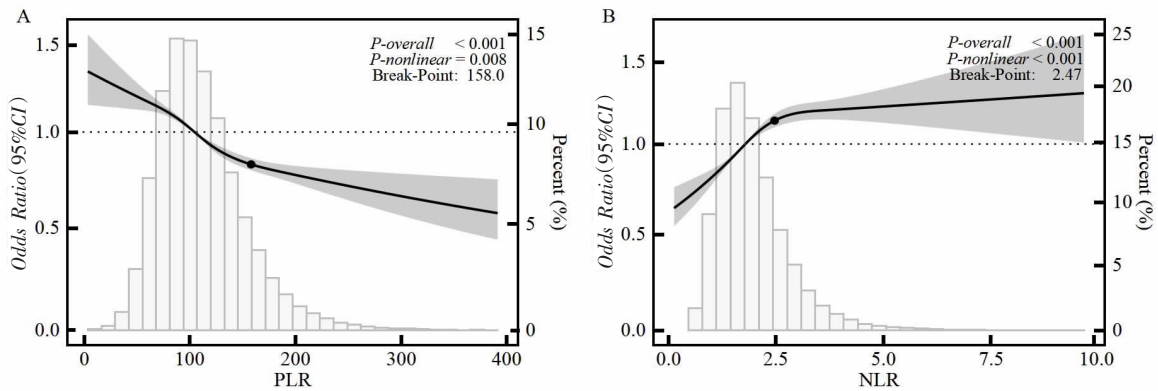 A
P-overall < 0.001
P-nonlinear = 0.008
Break-Point: 158.0
Odds Ratio(95%CI)
1.5
1.0
0.5
0.0
15
10
5
0
Percent (%)
0 100 200 300 400
PLR
B
P-overall < 0.001
P-nonlinear < 0.001
Break-Point: 2.47
Odds Ratio(95%CI)
1.5
1.0
0.5
0.0
25
20
15
10
5
0
Percent (%)
0.0 2.5 5.0 7.5 10.0
NLR